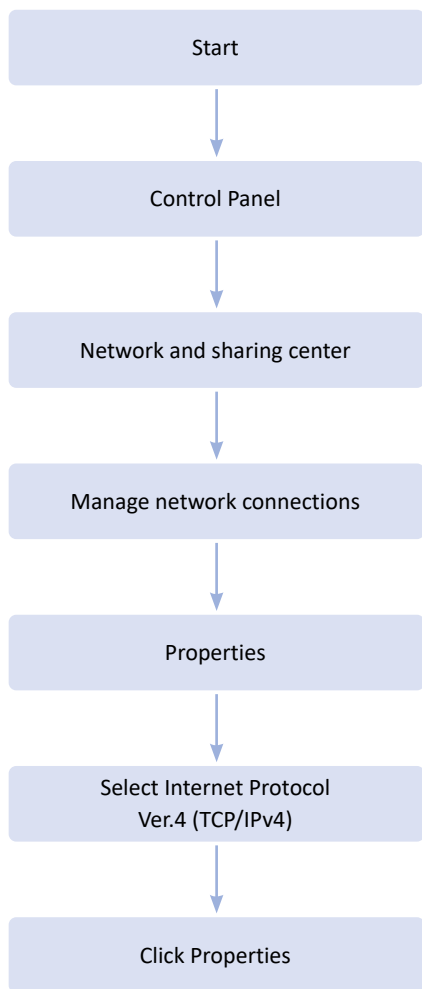 Start
Control Panel
Network and sharing center
Manage network connections
Properties
Select Internet Protocol
Ver.4 (TCP/IPv4)
Click Properties